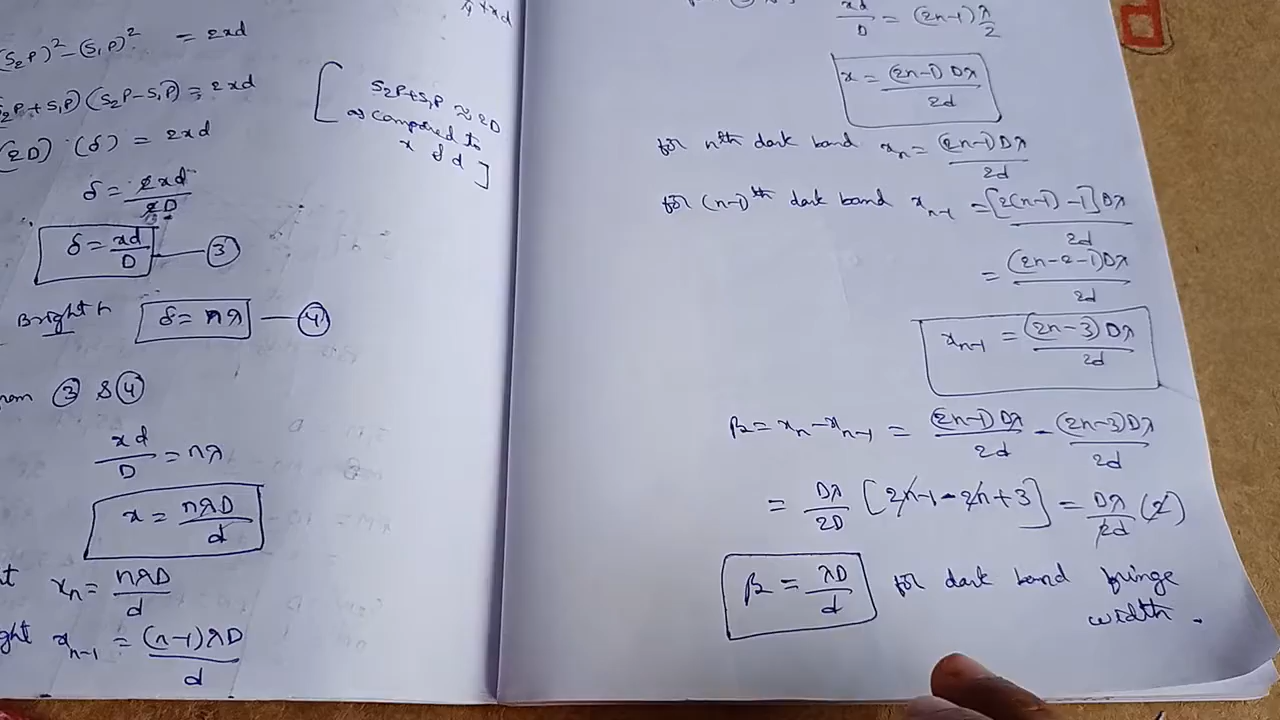 (S₂P)² - (S₁P)² = 2xd
S₂P + S₁P) (S₂P - S₁P) = 2xd
(2D) · (δ) = 2xd
[ S₂P + S₁P ≈ 2D
as compared to
x & d ]
δ = 2xd / 2D
δ = xd / D — ③
δ = nλ — ④
③ & ④
xd / D = nλ
x = nλD / d
xₙ = nλD / d
xₙ₋₁ = (n-1)λD / d
xd / D = (2n-1) λ / 2
x = (2n-1) Dλ / 2d
for nth dark band xₙ = (2n-1)Dλ / 2d
for (n-1)ᵗʰ dark band xₙ₋₁ = [2(n-1) - 1]Dλ / 2d
= (2n-2-1)Dλ / 2d
xₙ₋₁ = (2n-3)Dλ / 2d
β = xₙ - xₙ₋₁ = (2n-1)Dλ / 2d - (2n-3)Dλ / 2d
= Dλ / 2D [2n-1-2n+3] = Dλ / 2d (2)
β = λD / d for dark band fringe
width.